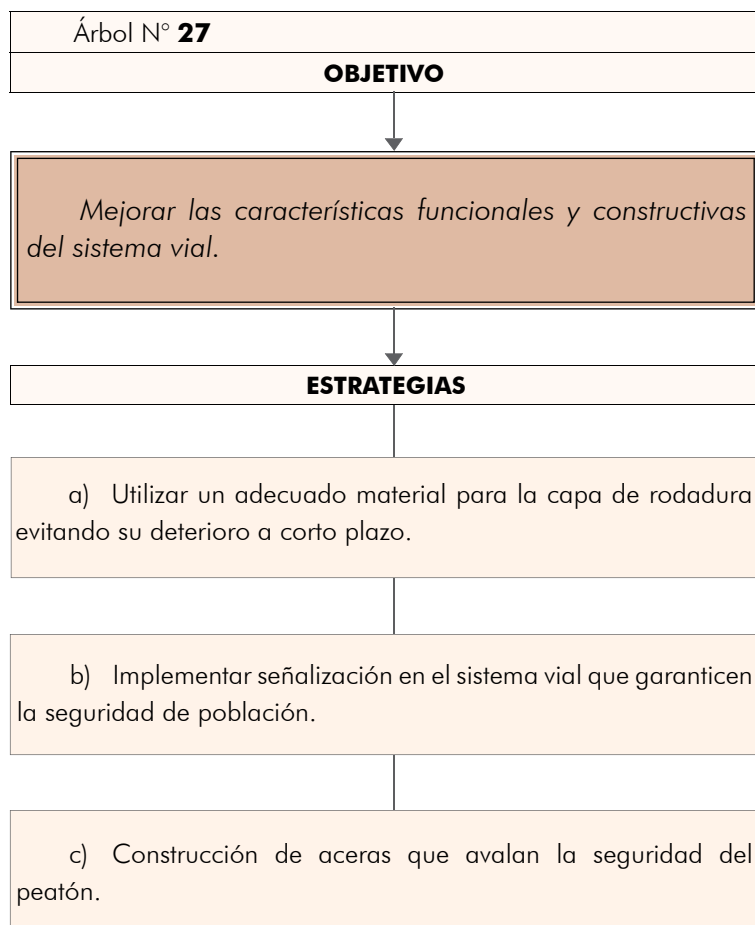 Árbol N° 27
OBJETIVO
Mejorar las características funcionales y constructivas
del sistema vial.
ESTRATEGIAS
a) Utilizar un adecuado material para la capa de rodadura
evitando su deterioro a corto plazo.
b) Implementar señalización en el sistema vial que garanticen
la seguridad de población.
c) Construcción de aceras que avalan la seguridad del
peatón.